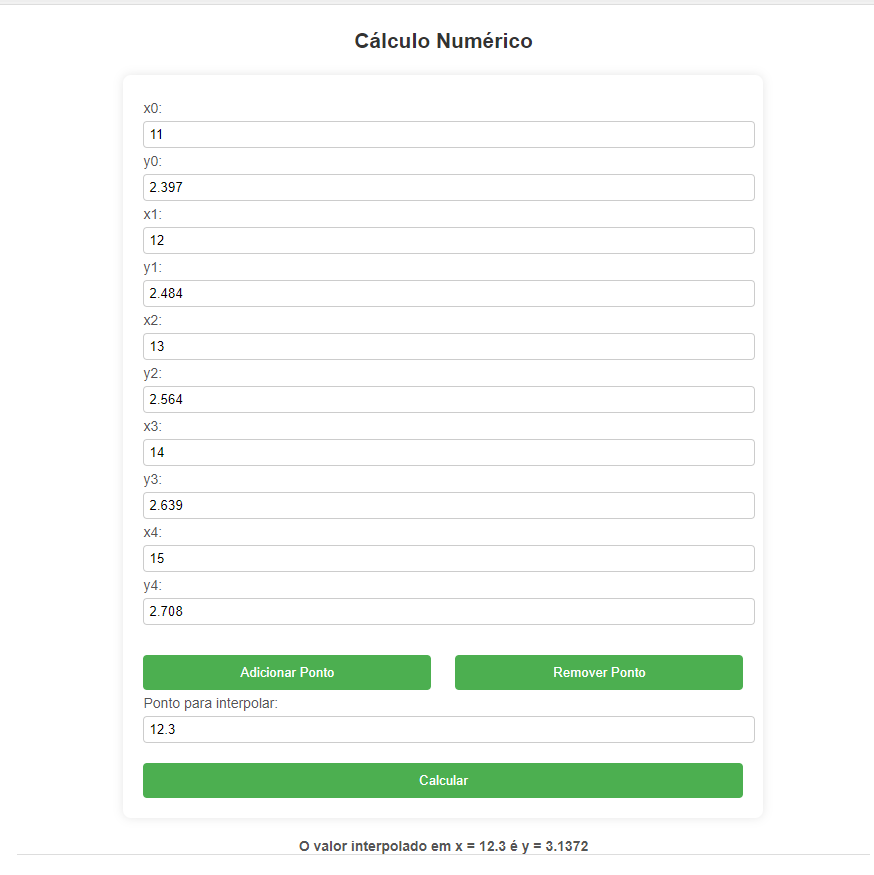 Cálculo Numérico
x0:
11
y0:
2.397
x1:
12
y1:
2.484
x2:
13
y2:
2.564
x3:
14
y3:
2.639
x4:
15
y4:
2.708
Adicionar Ponto Remover Ponto
Ponto para interpolar:
12.3
Calcular
O valor interpolado em x = 12.3 é y = 3.1372